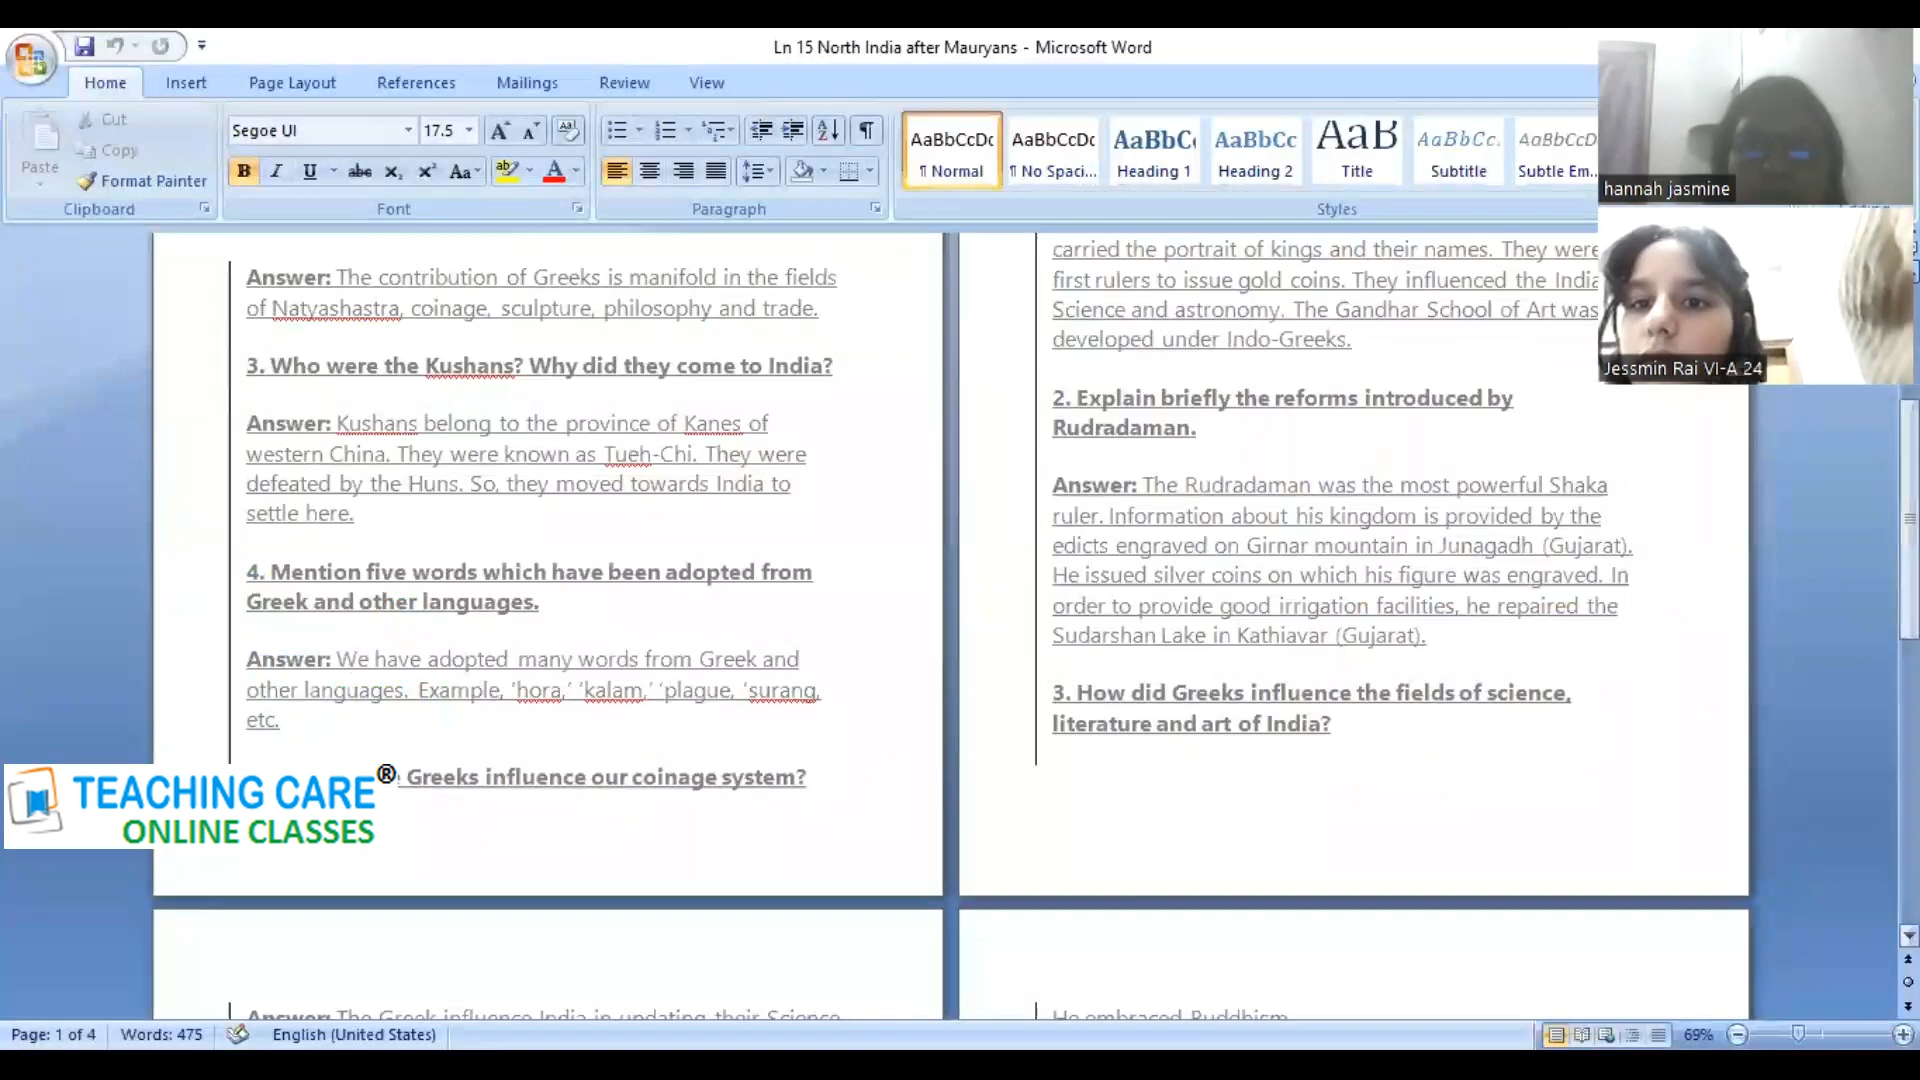 Ln 15 North India after Mauryans - Microsoft Word
Home Insert Page Layout References Mailings Review View
Paste
Cut
Copy
Format Painter
Clipboard
Segoe UI 17.5
Font
Paragraph
AaBbCcDc AaBbCcDc AaBbC AaBbCc AaB AaBbCc. AaBbCcD
¶ Normal ¶ No Spaci... Heading 1 Heading 2 Title Subtitle Subtle Em...
Styles
hannah jasmine
Jessmin Rai VI-A 24
Answer: The contribution of Greeks is manifold in the fields
of Natyashastra, coinage, sculpture, philosophy and trade.
3. Who were the Kushans? Why did they come to India?
Answer: Kushans belong to the province of Kanes of
western China. They were known as Tueh-Chi. They were
defeated by the Huns. So, they moved towards India to
settle here.
4. Mention five words which have been adopted from
Greek and other languages.
Answer: We have adopted many words from Greek and
other languages. Example, ‘hora,’ ‘kalam,’ ‘plague, ‘surang,
etc.
Greeks influence our coinage system?
carried the portrait of kings and their names. They were
first rulers to issue gold coins. They influenced the India
Science and astronomy. The Gandhar School of Art was
developed under Indo-Greeks.
2. Explain briefly the reforms introduced by
Rudradaman.
Answer: The Rudradaman was the most powerful Shaka
ruler. Information about his kingdom is provided by the
edicts engraved on Girnar mountain in Junagadh (Gujarat).
He issued silver coins on which his figure was engraved. In
order to provide good irrigation facilities, he repaired the
Sudarshan Lake in Kathiavar (Gujarat).
3. How did Greeks influence the fields of science,
literature and art of India?
TEACHING CARE®
ONLINE CLASSES
Answer: The Greek influence India in updating their Science
He embraced Buddhism
Page: 1 of 4 Words: 475 English (United States) 69%